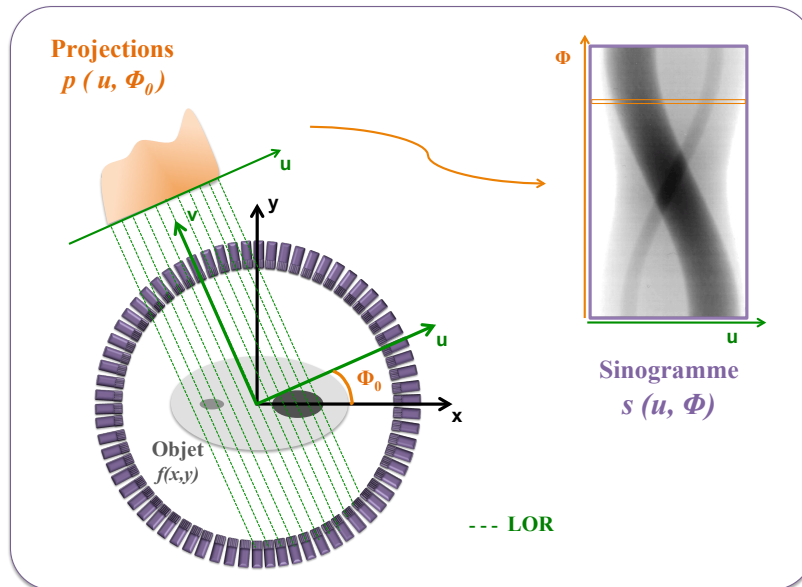 Projections
p ( u, Φ₀)
u
v
y
u
Φ₀
x
Objet
f(x,y)
--- LOR
Φ
u
Sinogramme
s (u, Φ)